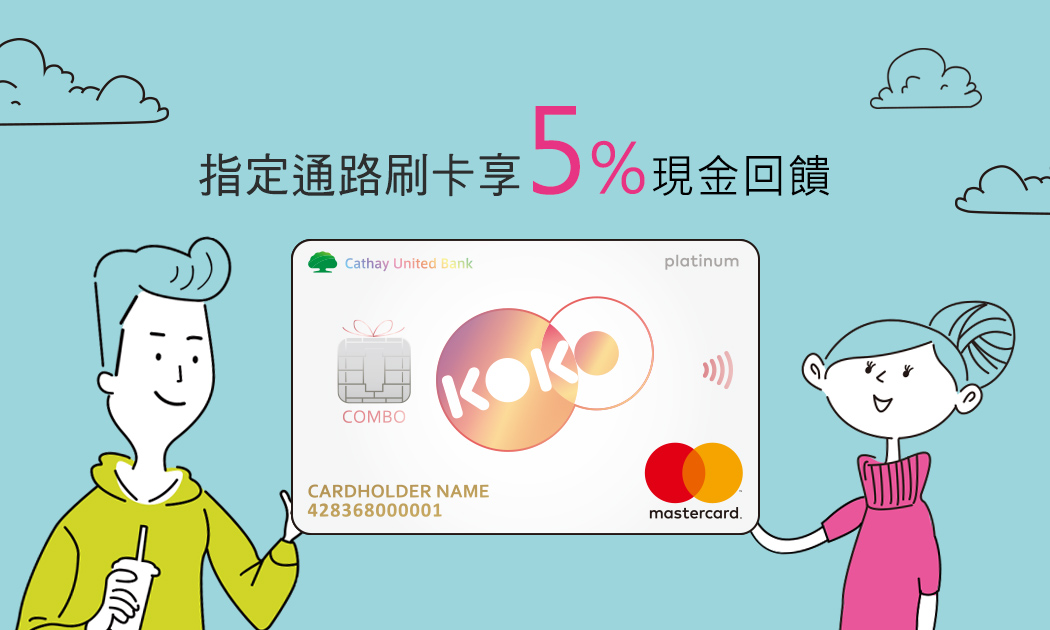 指定通路刷卡享5%現金回饋
Cathay United Bank
platinum
KOKO
COMBO
CARDHOLDER NAME
428368000001
mastercard.